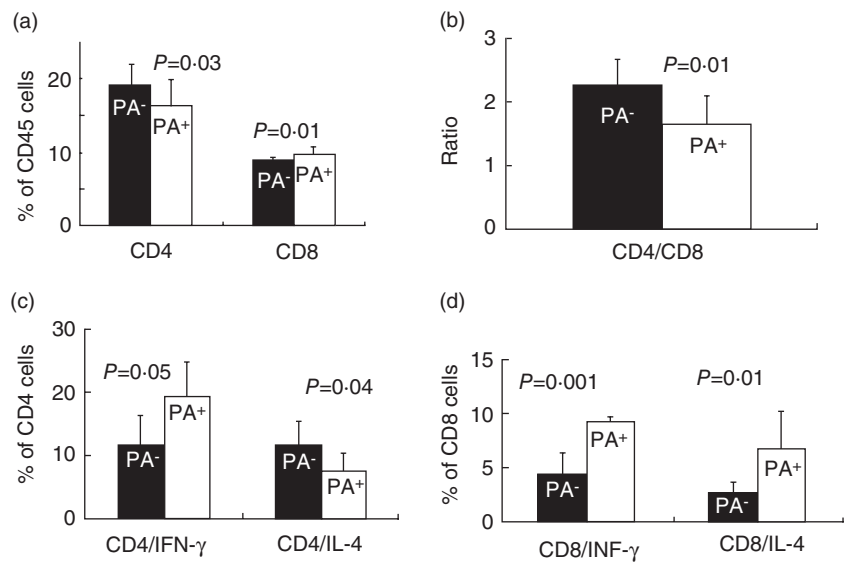 (a)
% of CD45 cells
20
10
0
P=0·03
P=0·01
PA-
PA+
PA-
PA+
CD4
CD8
(b)
Ratio
3
2
1
0
P=0·01
PA-
PA+
CD4/CD8
(c)
% of CD4 cells
30
20
10
0
P=0·05
P=0·04
PA-
PA+
PA-
PA+
CD4/IFN-γ
CD4/IL-4
(d)
% of CD8 cells
15
10
5
0
P=0·001
P=0·01
PA-
PA+
PA-
PA+
CD8/INF-γ
CD8/IL-4